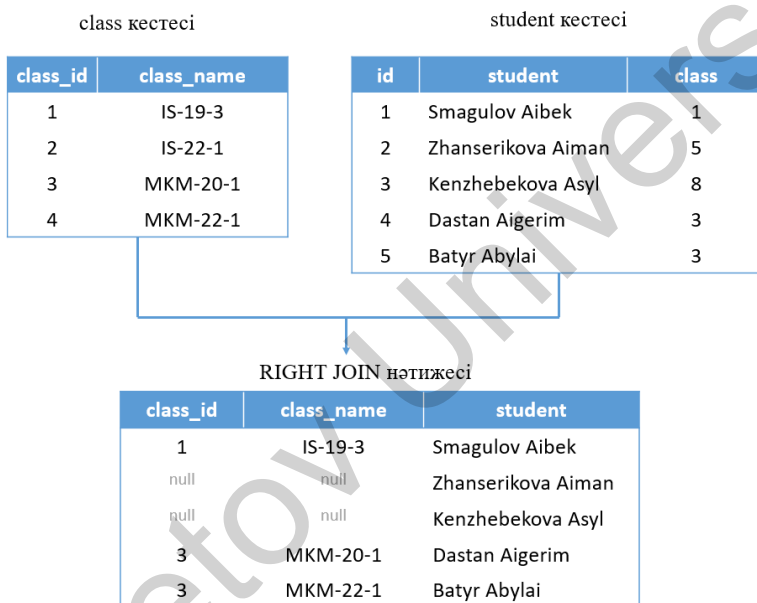 class кестесі
student кестесі
class_id class_name
1 IS-19-3
2 IS-22-1
3 MKM-20-1
4 MKM-22-1
id student class
1 Smagulov Aibek 1
2 Zhanserikova Aiman 5
3 Kenzhebekova Asyl 8
4 Dastan Aigerim 3
5 Batyr Abylai 3
RIGHT JOIN нәтижесі
class_id class_name student
1 IS-19-3 Smagulov Aibek
null null Zhanserikova Aiman
null null Kenzhebekova Asyl
3 MKM-20-1 Dastan Aigerim
3 MKM-22-1 Batyr Abylai
etov Univers